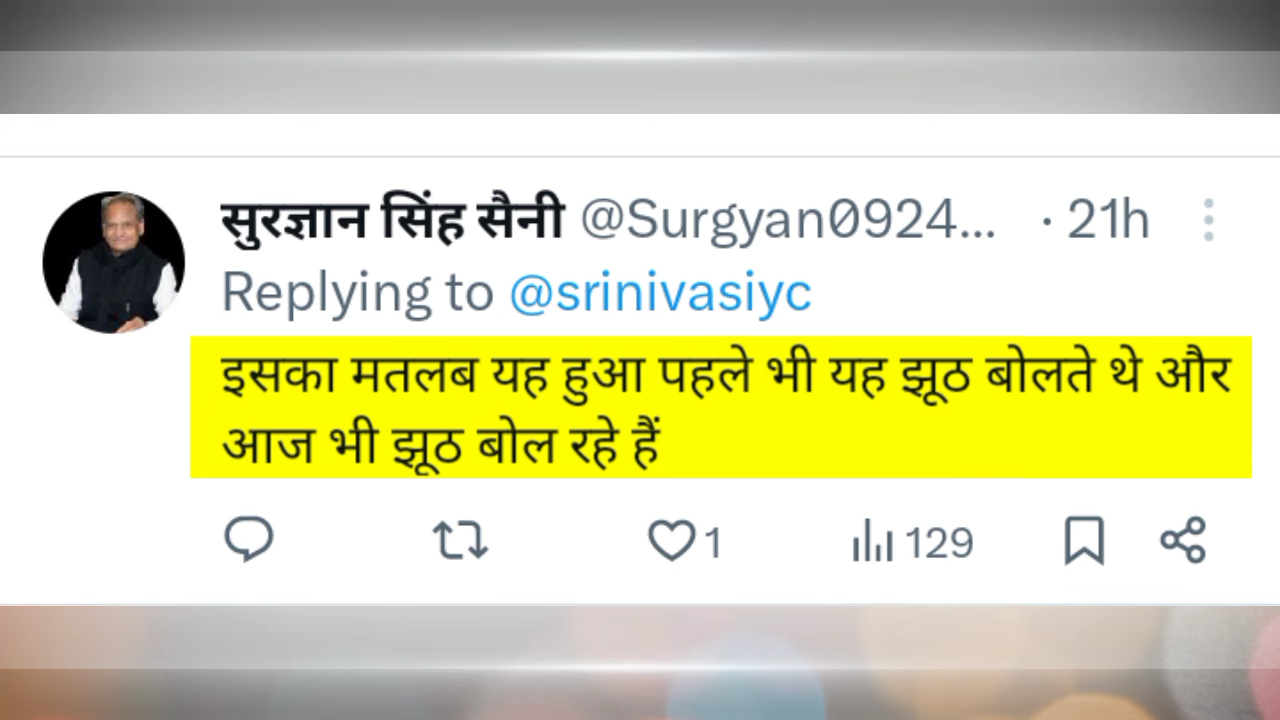 सुरज्ञान सिंह सैनी @Surgyan0924... · 21h
Replying to @srinivasiyc
इसका मतलब यह हुआ पहले भी यह झूठ बोलते थे और
आज भी झूठ बोल रहे हैं
1 129